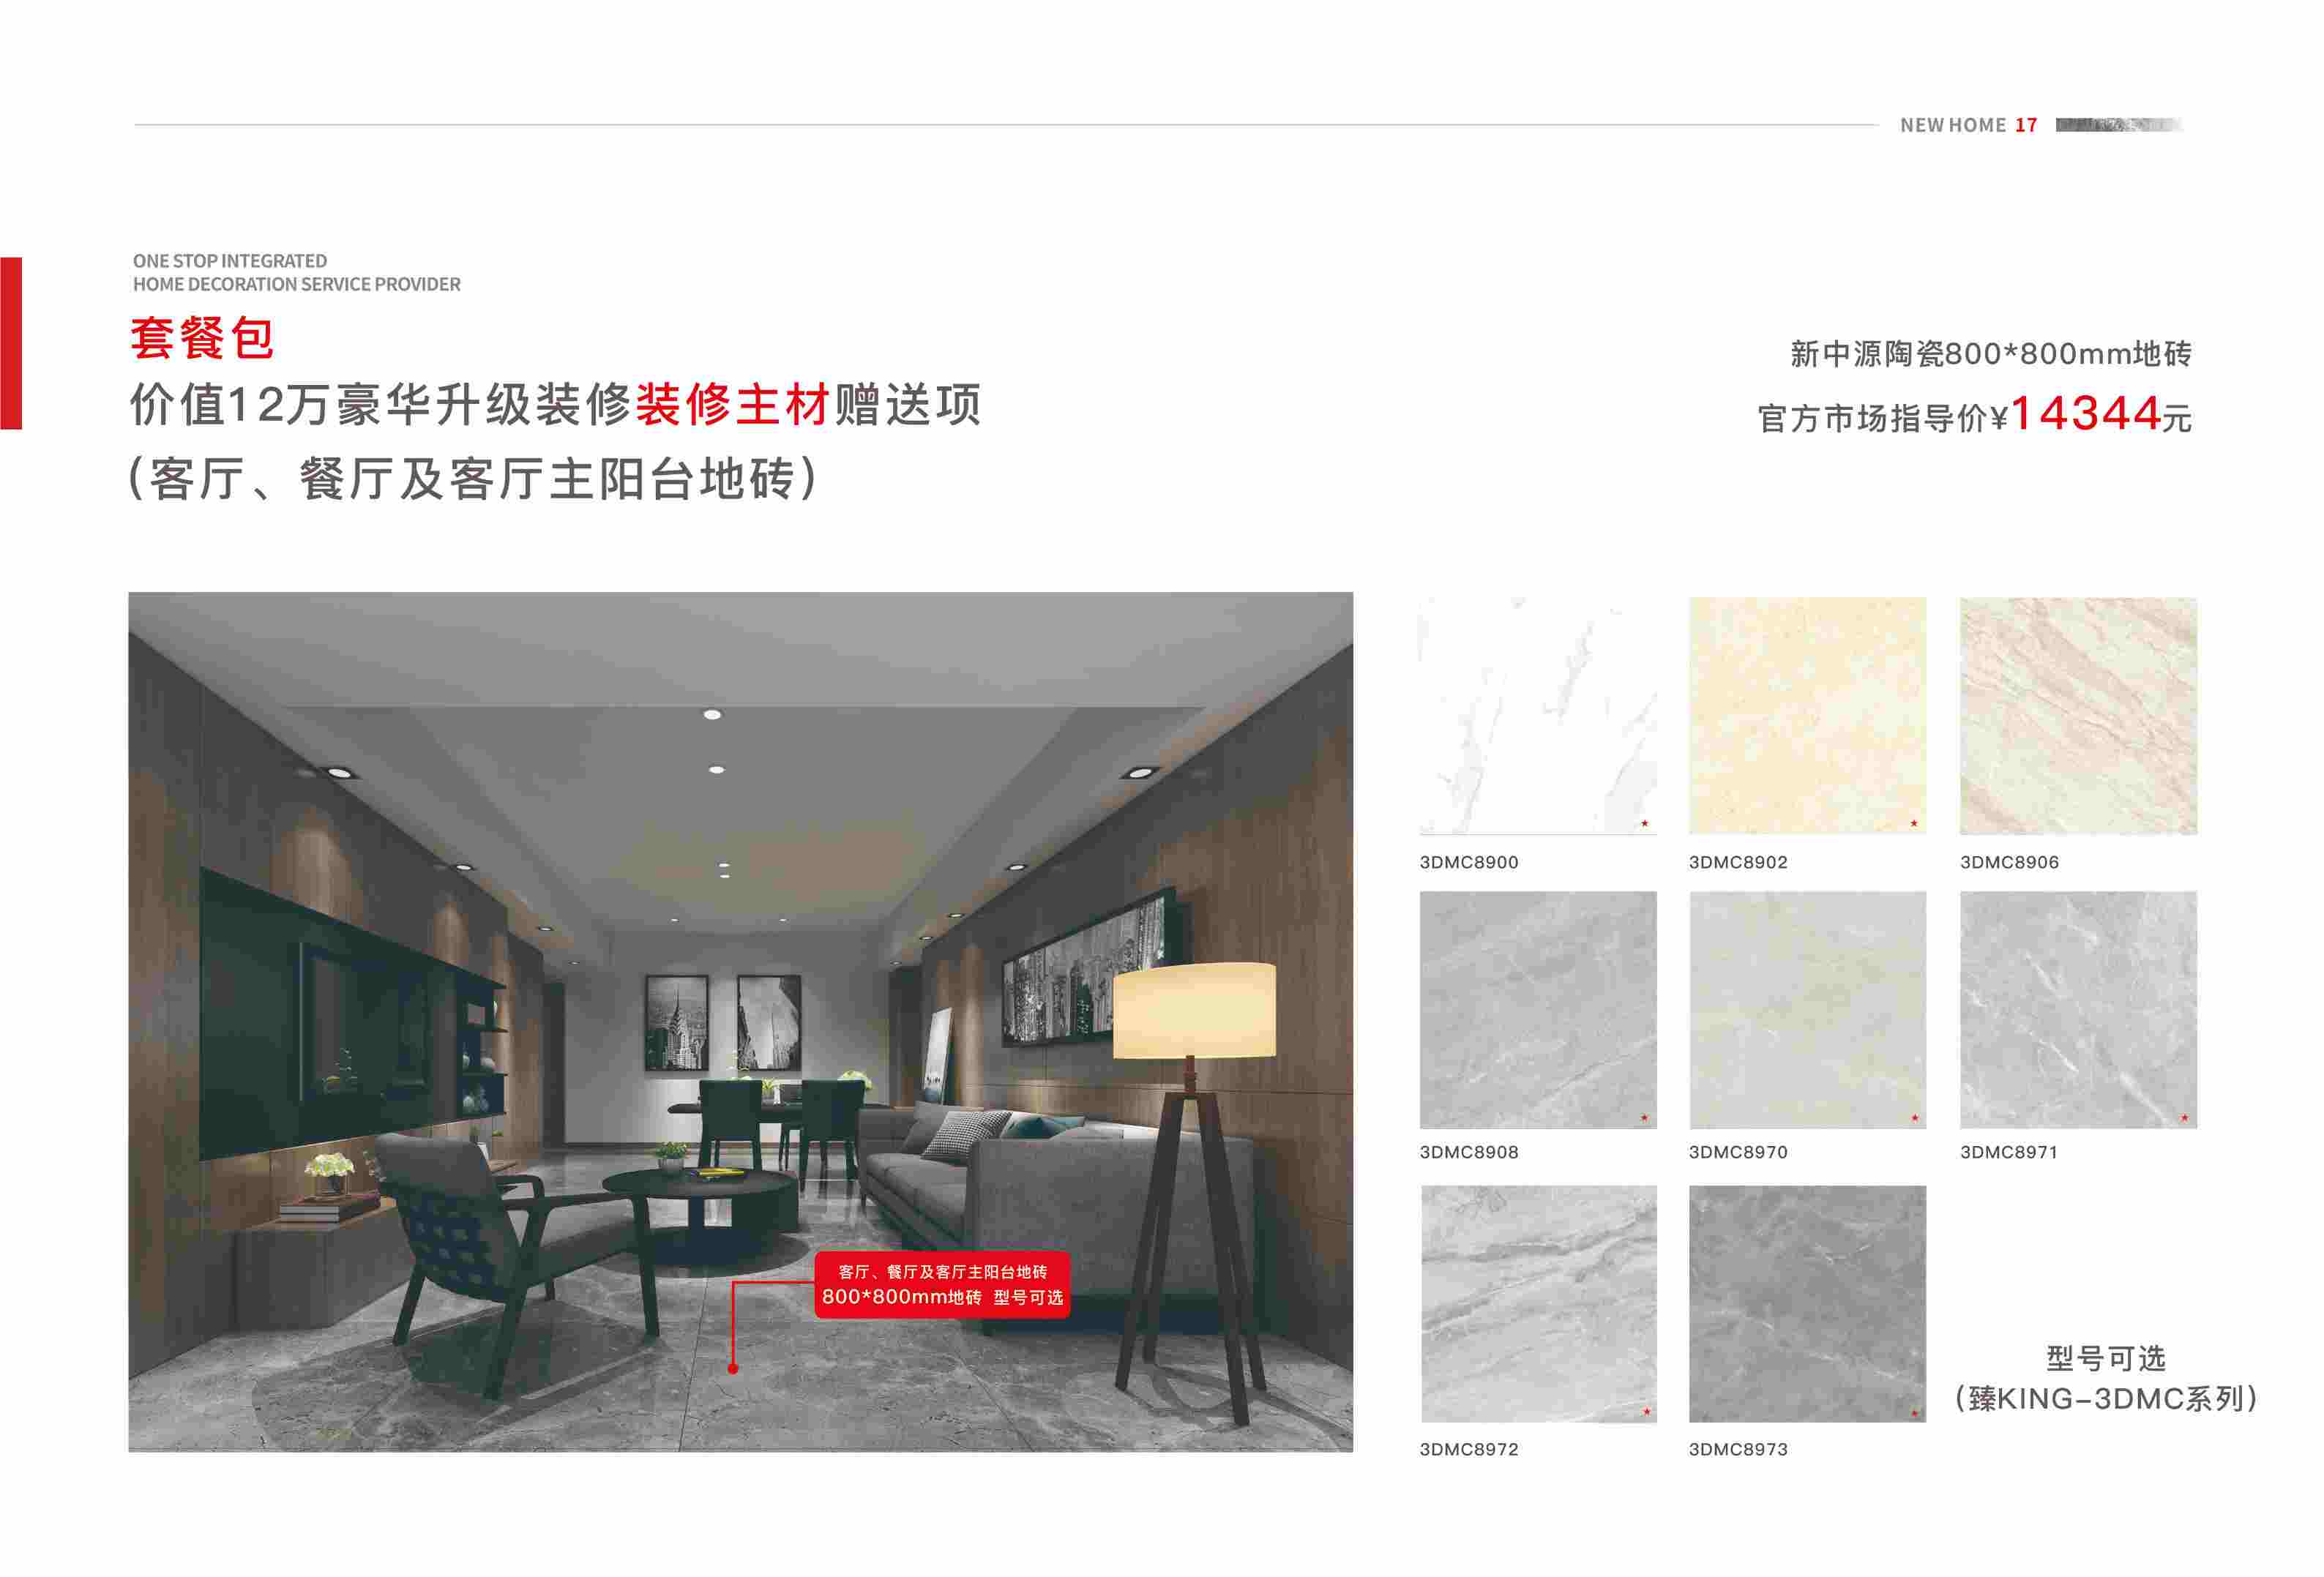 NEW HOME 17
ONE STOP INTEGRATED
HOME DECORATION SERVICE PROVIDER
套餐包
价值12万豪华升级装修装修主材赠送项
（客厅、餐厅及客厅主阳台地砖）
新中源陶瓷800*800mm地砖
官方市场指导价¥14344元
客厅、餐厅及客厅主阳台地砖
800*800mm地砖 型号可选
3DMC8900
3DMC8902
3DMC8906
3DMC8908
3DMC8970
3DMC8971
3DMC8972
3DMC8973
型号可选
（臻KING-3DMC系列）